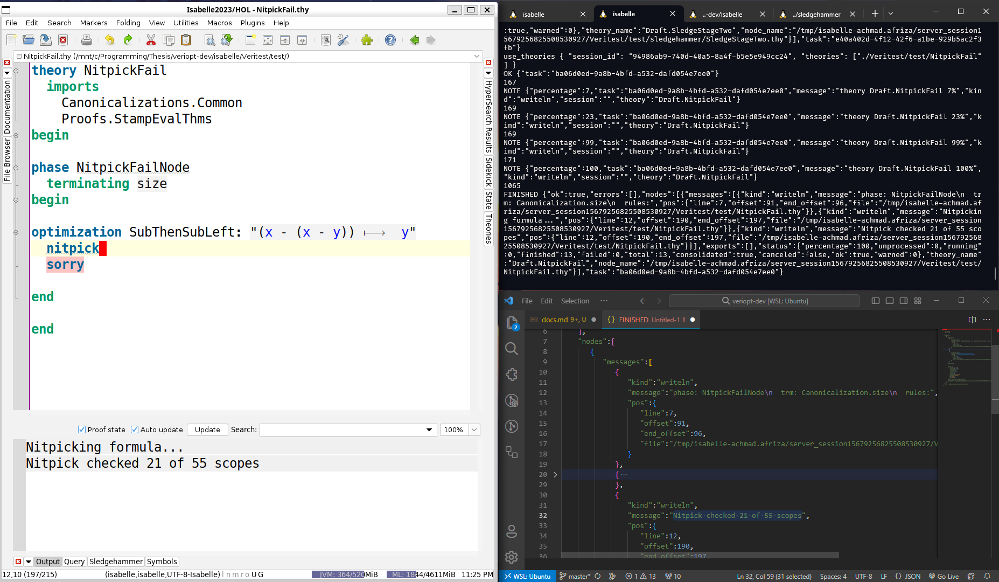 Isabelle2023/HOL - NitpickFail.thy
File Edit Search Markers Folding View Utilities Macros Plugins Help
NitpickFail.thy (/mnt/c/Programming/Thesis/veriopt-dev/isabelle/Veritest/test/)
File Browser
Documentation
theory NitpickFail
imports
Canonicalizations.Common
Proofs.StampEvalThms
begin
phase NitpickFailNode
terminating size
begin
optimization SubThenSubLeft: "(x - (x - y)) ⟼ y"
nitpick
sorry
end
end
HyperSearch Results
Sidekick
State
Theories
Proof state Auto update Update Search: 100%
Nitpicking formula...
Nitpick checked 21 of 55 scopes
Output Query Sledgehammer Symbols
12,10 (197/215) (isabelle,isabelle,UTF-8-Isabelle) l n m r o U G JVM: 364/520MiB ML: 1844/4611MiB 11:25 PM
isabelle isabelle ..-dev/isabelle ../sledgehammer
:true,"warned":0},"theory_name":"Draft.SledgeStageTwo","node_name":"/tmp/isabelle-achmad.afriza/server_session1
5679256825508530927/Veritest/test/sledgehammer/SledgeStageTwo.thy"}],"task":"e40a402d-4f12-42f6-a1be-929b5ac2f3
fb"}
use_theories { "session_id": "94986ab9-740d-40a5-8a4f-b5e5e949cc24", "theories": ["./Veritest/test/NitpickFail"
] }
OK {"task":"ba06d0ed-9a8b-4bfd-a532-dafd054e7ee0"}
167
NOTE {"percentage":7,"task":"ba06d0ed-9a8b-4bfd-a532-dafd054e7ee0","message":"theory Draft.NitpickFail 7%","kin
d":"writeln","session":"","theory":"Draft.NitpickFail"}
169
NOTE {"percentage":23,"task":"ba06d0ed-9a8b-4bfd-a532-dafd054e7ee0","message":"theory Draft.NitpickFail 23%","k
ind":"writeln","session":"","theory":"Draft.NitpickFail"}
169
NOTE {"percentage":99,"task":"ba06d0ed-9a8b-4bfd-a532-dafd054e7ee0","message":"theory Draft.NitpickFail 99%","k
ind":"writeln","session":"","theory":"Draft.NitpickFail"}
171
NOTE {"percentage":100,"task":"ba06d0ed-9a8b-4bfd-a532-dafd054e7ee0","message":"theory Draft.NitpickFail 100%",
"kind":"writeln","session":"","theory":"Draft.NitpickFail"}
1065
FINISHED {"ok":true,"errors":[],"nodes":[{"messages":[{"kind":"writeln","message":"phase: NitpickFailNode\n  tr
m: Canonicalization.size\n  rules:","pos":{"line":7,"offset":91,"end_offset":96,"file":"/tmp/isabelle-achmad.af
riza/server_session15679256825508530927/Veritest/test/NitpickFail.thy"}},{"kind":"writeln","message":"Nitpickin
g formula...","pos":{"line":12,"offset":190,"end_offset":197,"file":"/tmp/isabelle-achmad.afriza/server_session
15679256825508530927/Veritest/test/NitpickFail.thy"}},{"kind":"writeln","message":"Nitpick checked 21 of 55 sco
pes","pos":{"line":12,"offset":190,"end_offset":197,"file":"/tmp/isabelle-achmad.afriza/server_session156792568
25508530927/Veritest/test/NitpickFail.thy"}}],"exports":[],"status":{"percentage":100,"unprocessed":0,"running"
:0,"finished":13,"failed":0,"total":13,"consolidated":true,"canceled":false,"ok":true,"warned":0},"theory_name"
:"Draft.NitpickFail","node_name":"/tmp/isabelle-achmad.afriza/server_session15679256825508530927/Veritest/test/
NitpickFail.thy"}],"task":"ba06d0ed-9a8b-4bfd-a532-dafd054e7ee0"}
File Edit Selection ··· veriopt-dev [WSL: Ubuntu]
docs.md 9+, U {} FINISHED Untitled-1 1
2
6 ],
7 "nodes":[
8 {
9 "messages":[
10 {
11 "kind":"writeln",
12 "message":"phase: NitpickFailNode\n  trm: Canonicalization.size\n  rules:",
13 "pos":{
14 "line":7,
15 "offset":91,
16 "end_offset":96,
17 "file":"/tmp/isabelle-achmad.afriza/server_session15679256825508530927/V
18 }
19 },
20 { ···
29 },
30 {
31 "kind":"writeln",
32 "message":"Nitpick checked 21 of 55 scopes",
33 "pos":{
34 "line":12,
35 "offset":190,
36 "end_offset":197,
WSL: Ubuntu master* 1 13 10 Ln 32, Col 59 (31 selected) Spaces: 4 UTF-8 LF {} JSON Go Live